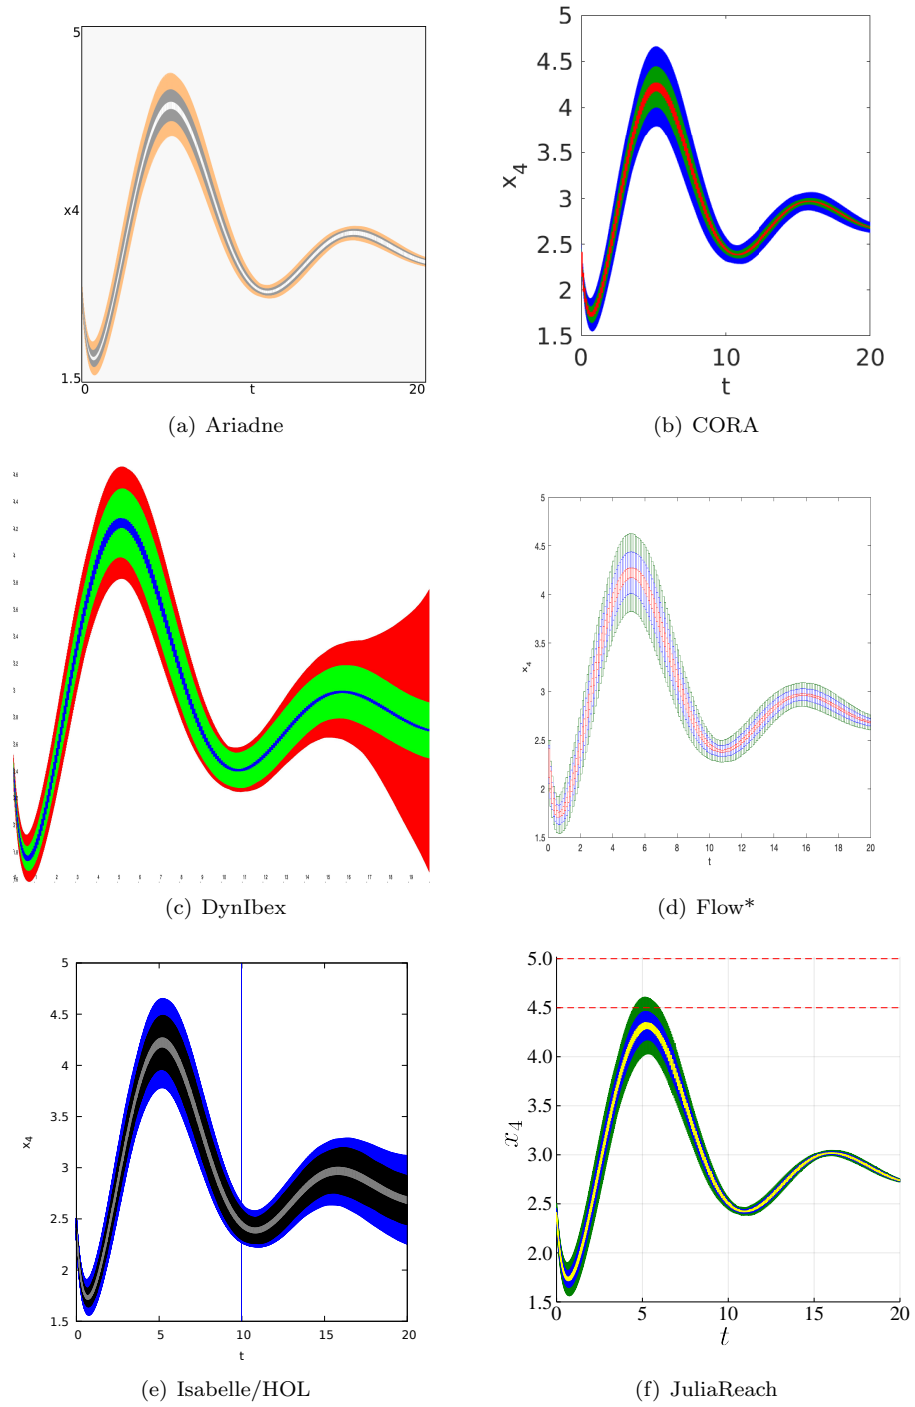 5
x4
1.5
0
t
20
(a) Ariadne
5
4.5
4
3.5
3
2.5
2
1.5
x4
0
10
20
t
(b) CORA
(c) DynIbex
5
4.5
4
3.5
3
2.5
2
1.5
x4
0 2 4 6 8 10 12 14 16 18 20
t
(d) Flow*
5
4.5
4
3.5
3
2.5
2
1.5
x4
0 5 10 15 20
t
(e) Isabelle/HOL
5.0
4.5
4.0
3.5
3.0
2.5
2.0
1.5
x4
0 5 10 15 20
t
(f) JuliaReach